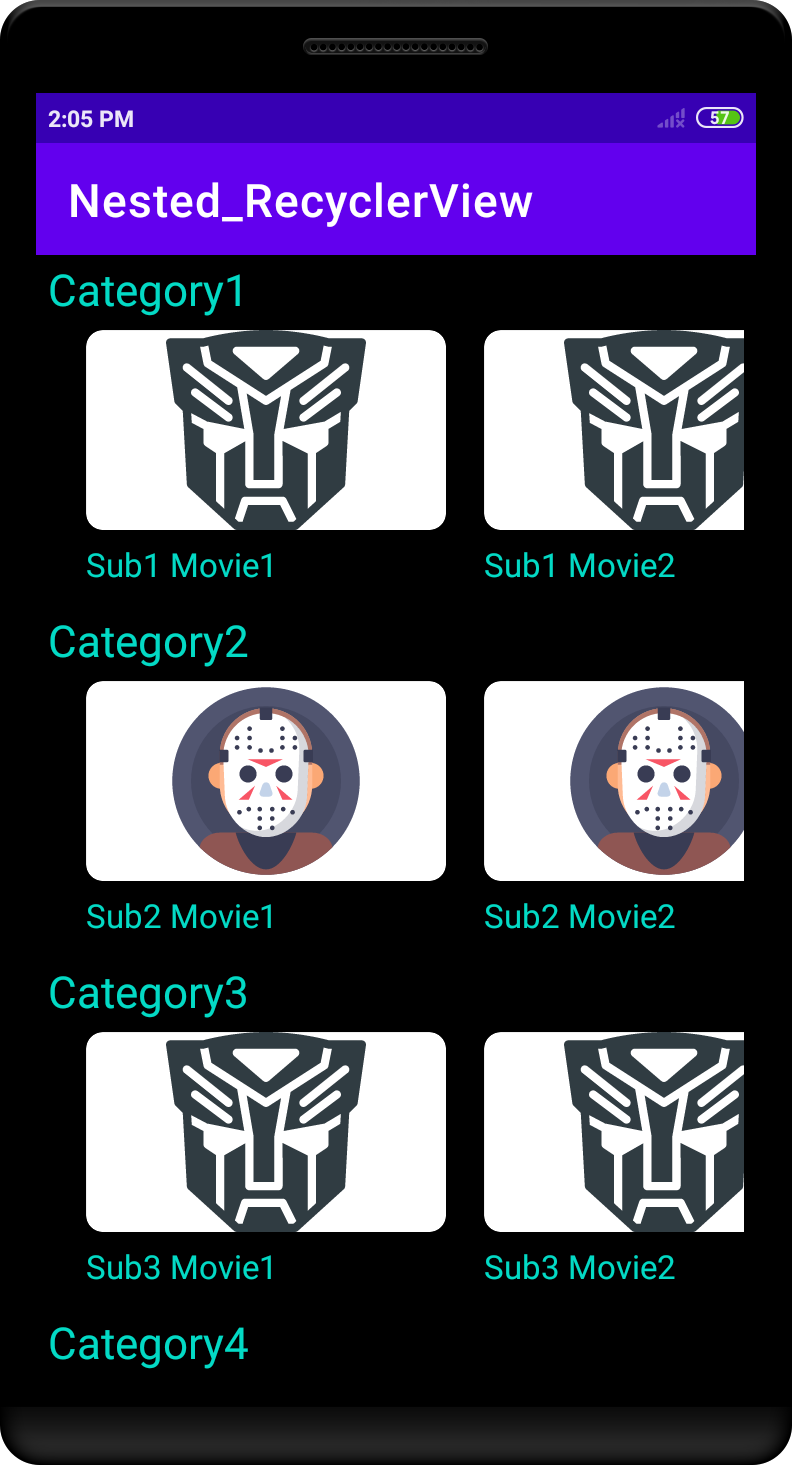 2:05 PM 57
Nested_RecyclerView
Category1
Sub1 Movie1 Sub1 Movie2
Category2
Sub2 Movie1 Sub2 Movie2
Category3
Sub3 Movie1 Sub3 Movie2
Category4